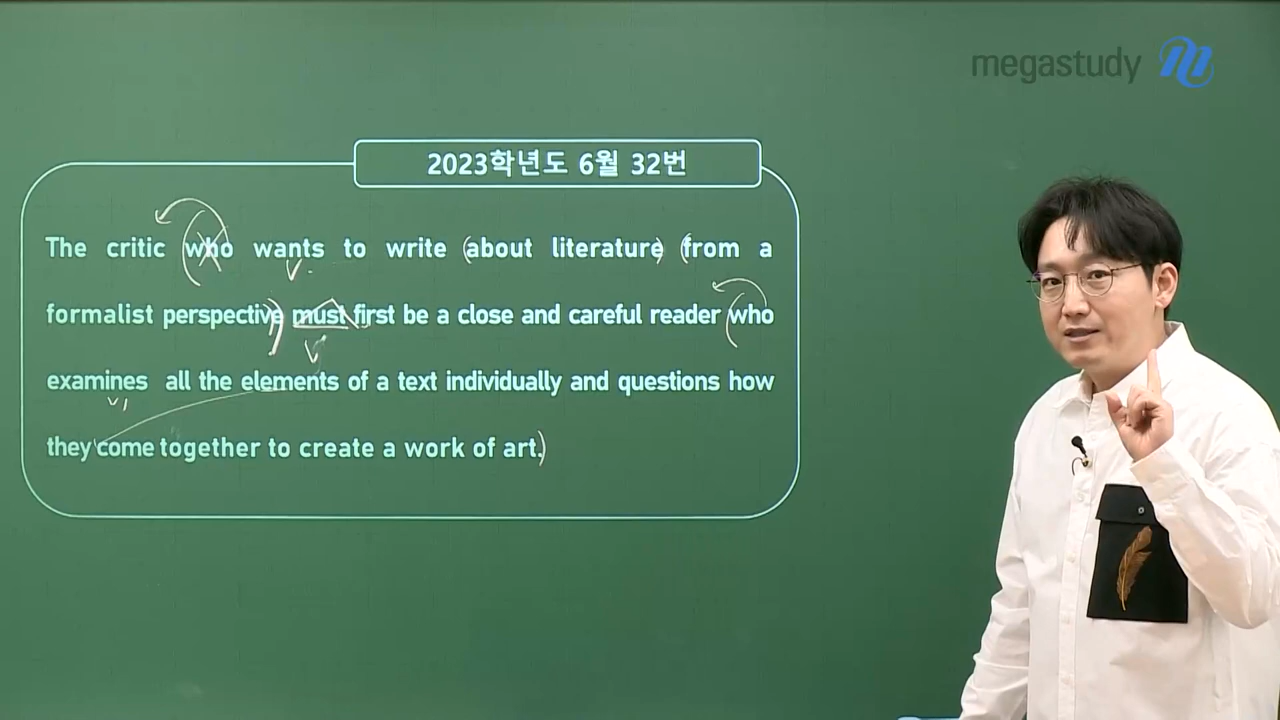 megastudy
2023학년도 6월 32번
The critic who wants to write about literature from a
formalist perspective must first be a close and careful reader who
examines all the elements of a text individually and questions how
they come together to create a work of art.